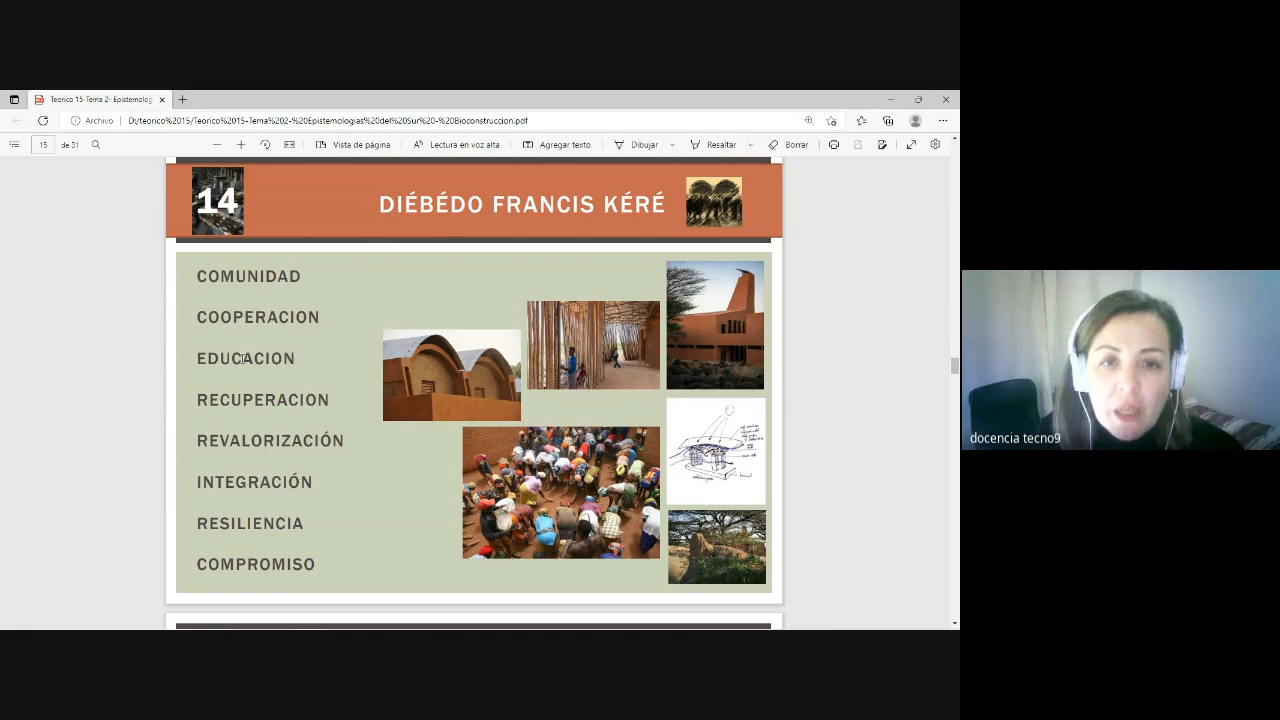 Teorico 15-Tema 2- Epistemolog
Archivo
D:/teorico%2015/Teorico%2015-Tema%202-%20Epistemologias%20del%20Sur%20-%20Bioconstruccion.pdf
15 de 31
Vista de página
Lectura en voz alta
Agregar texto
Dibujar
Resaltar
Borrar
14
DIÉBÉDO FRANCIS KÉRÉ
COMUNIDAD
COOPERACION
EDUCACION
RECUPERACION
REVALORIZACIÓN
INTEGRACIÓN
RESILIENCIA
COMPROMISO
docencia tecno9